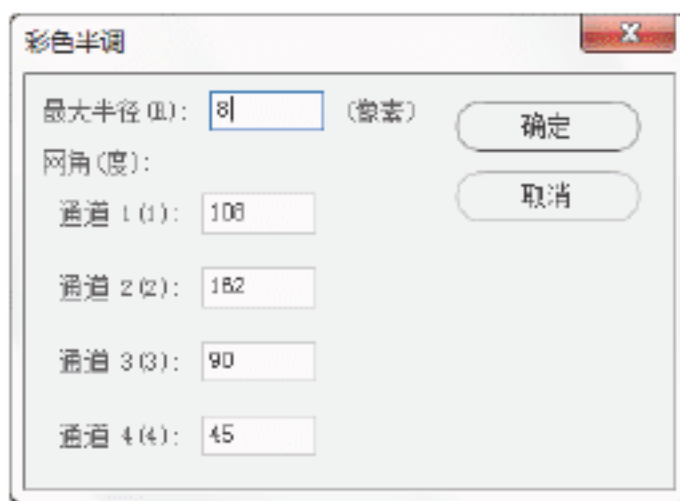 彩色半调
最大半径(R): 8 (像素)
确定
网角(度):
取消
通道 1(1): 108
通道 2(2): 162
通道 3(3): 90
通道 4(4): 45